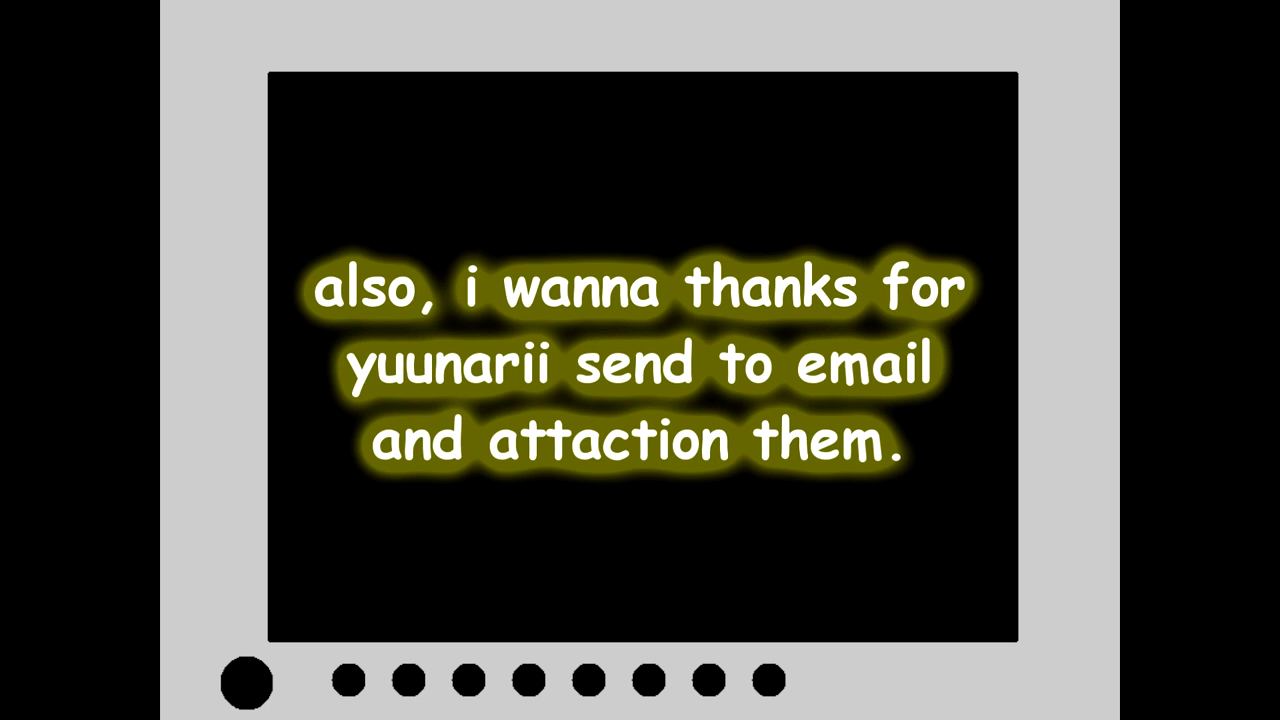 also, i wanna thanks for
yuunarii send to email
and attaction them.